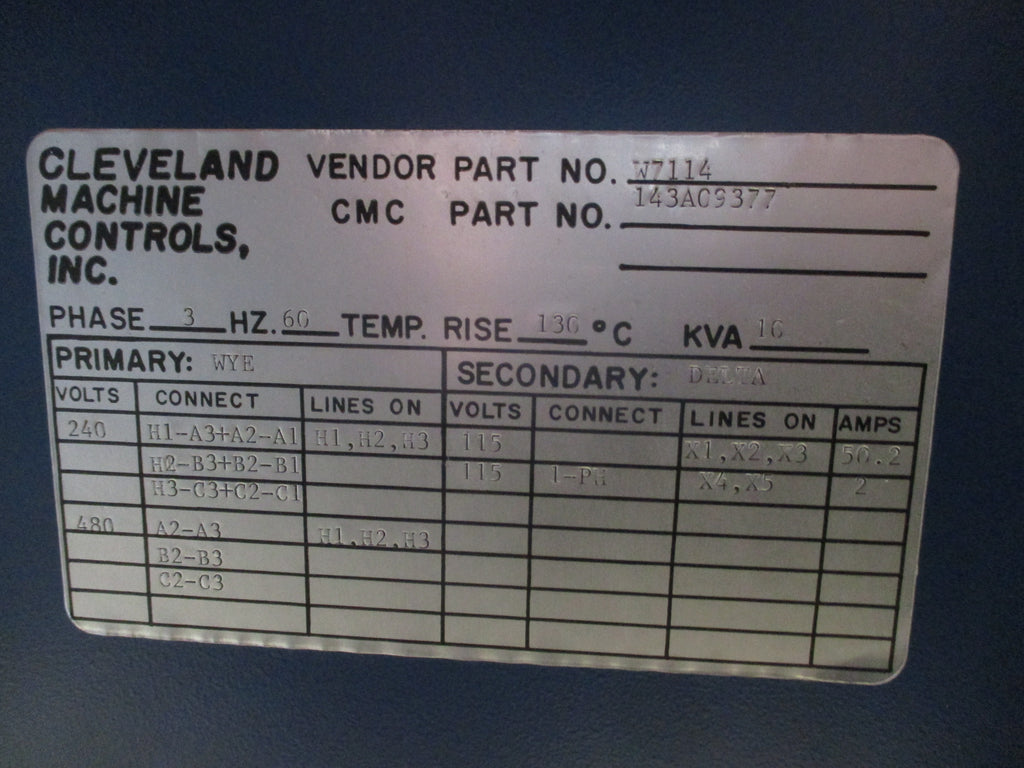 CLEVELAND MACHINE CONTROLS, INC.
VENDOR PART NO. W7114
CMC PART NO. 143A09377
PHASE 3 HZ. 60 TEMP. RISE 130 °C KVA 10
PRIMARY: WYE SECONDARY: DELTA
VOLTS CONNECT LINES ON VOLTS CONNECT LINES ON AMPS
240 H1-A3+A2-A1 H1,H2,H3 115 X1,X2,X3 50.2
H2-B3+B2-B1 115 1-PH X4,X5 2
H3-C3+C2-C1
480 A2-A3 H1,H2,H3
B2-B3
C2-C3